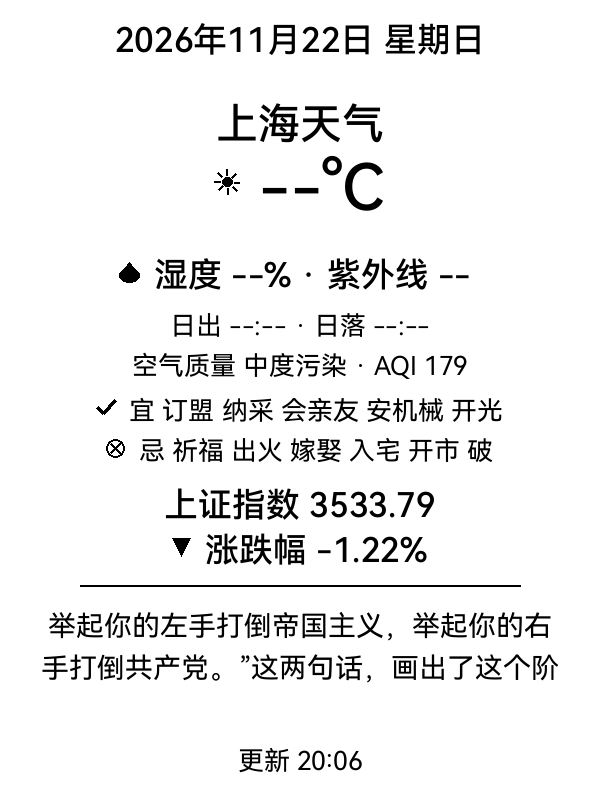 2026年11月22日 星期日
上海天气
--°C
湿度 --% · 紫外线 --
日出 --:-- · 日落 --:--
空气质量 中度污染 · AQI 179
宜 订盟 纳采 会亲友 安机械 开光
忌 祈福 出火 嫁娶 入宅 开市 破
上证指数 3533.79
▼ 涨跌幅 -1.22%
举起你的左手打倒帝国主义，举起你的右
手打倒共产党。”这两句话，画出了这个阶
更新 20:06